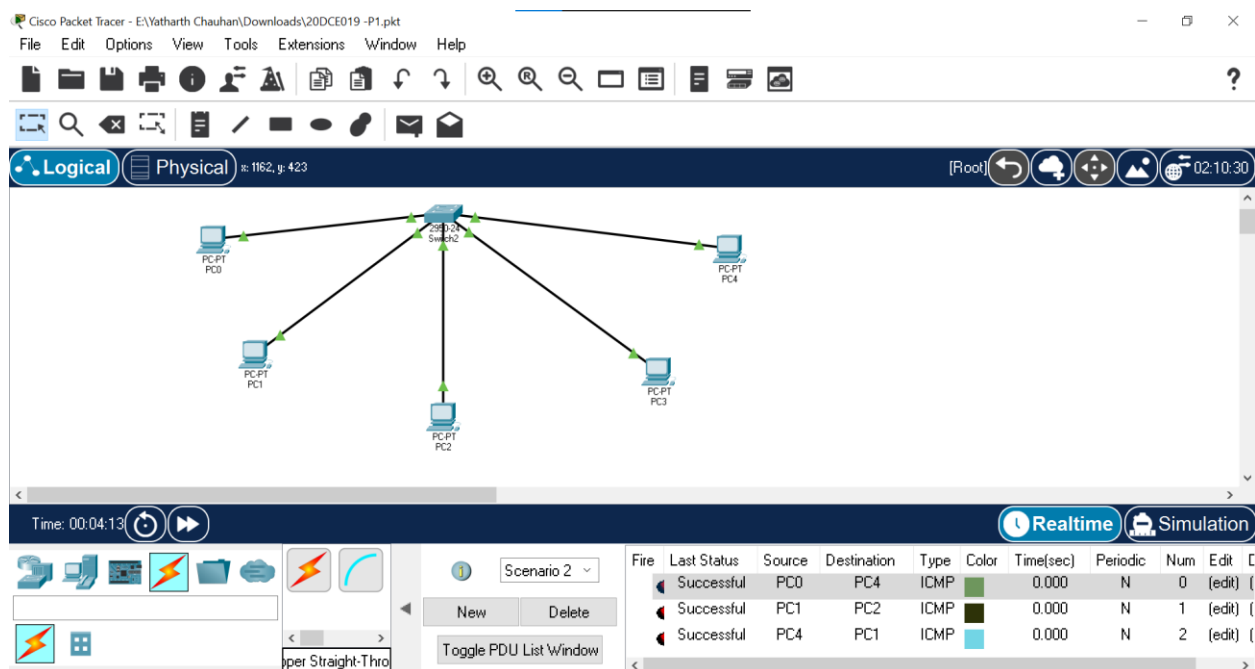 Cisco Packet Tracer - E:\Yatharth Chauhan\Downloads\20DCE019 -P1.pkt
File Edit Options View Tools Extensions Window Help
?
Logical Physical x: 1162, y: 423 [Root] 02:10:30
2950-24
Switch2
PC-PT
PC0
PC-PT
PC4
PC-PT
PC1
PC-PT
PC3
PC-PT
PC2
Time: 00:04:13 Realtime Simulation
Scenario 2
New Delete
Toggle PDU List Window
pper Straight-Thro
Fire Last Status Source Destination Type Color Time(sec) Periodic Num Edit D
Successful PC0 PC4 ICMP 0.000 N 0 (edit) (
Successful PC1 PC2 ICMP 0.000 N 1 (edit) (
Successful PC4 PC1 ICMP 0.000 N 2 (edit) (